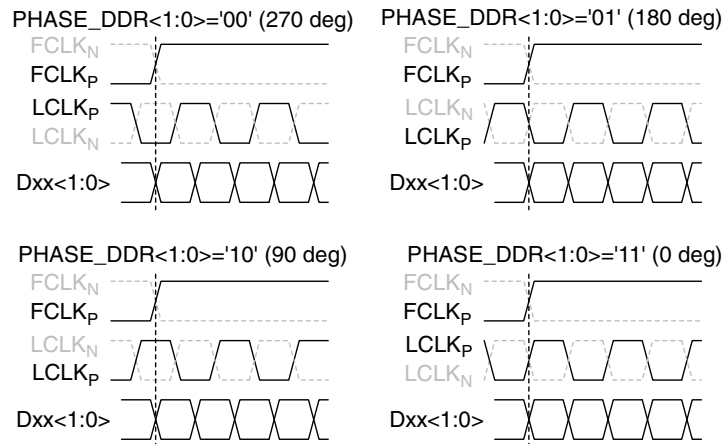 PHASE_DDR<1:0>='00' (270 deg)
FCLKN
FCLKP
LCLKP
LCLKN
Dxx<1:0>
PHASE_DDR<1:0>='01' (180 deg)
FCLKN
FCLKP
LCLKN
LCLKP
Dxx<1:0>
PHASE_DDR<1:0>='10' (90 deg)
FCLKN
FCLKP
LCLKN
LCLKP
Dxx<1:0>
PHASE_DDR<1:0>='11' (0 deg)
FCLKN
FCLKP
LCLKP
LCLKN
Dxx<1:0>